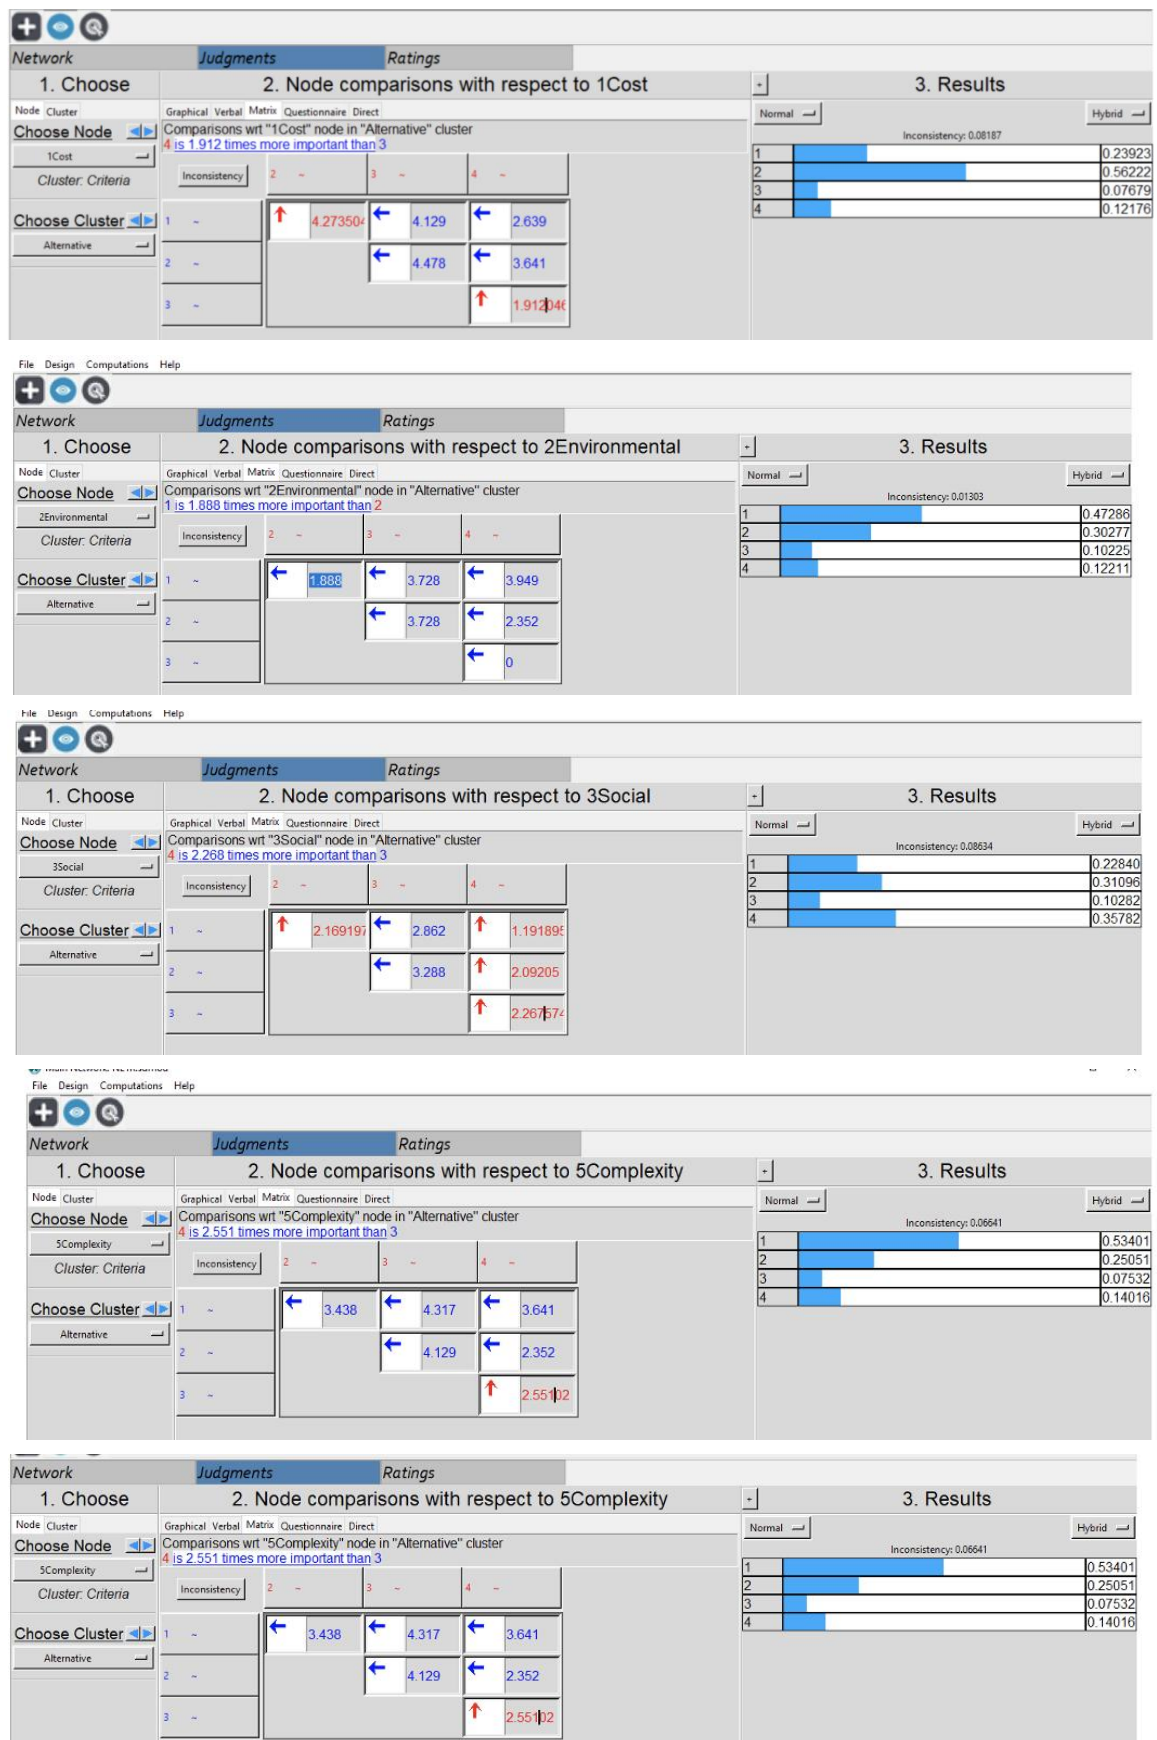 Network Judgments Ratings
1. Choose 2. Node comparisons with respect to 1Cost + 3. Results
Node Cluster Graphical Verbal Matrix Questionnaire Direct Normal Hybrid
Choose Node Comparisons wrt "1Cost" node in "Alternative" cluster
4 is 1.912 times more important than 3
Inconsistency: 0.08187
1Cost
Cluster: Criteria
Inconsistency 2 ~ 3 ~ 4 ~
1 0.23923
2 0.56222
3 0.07679
4 0.12176
Choose Cluster 1 ~ 4.273504 4.129 2.639
Alternative
2 ~ 4.478 3.641
3 ~ 1.912046
File Design Computations Help
Network Judgments Ratings
1. Choose 2. Node comparisons with respect to 2Environmental + 3. Results
Node Cluster Graphical Verbal Matrix Questionnaire Direct Normal Hybrid
Choose Node Comparisons wrt "2Environmental" node in "Alternative" cluster
1 is 1.888 times more important than 2
Inconsistency: 0.01303
2Environmental
Cluster: Criteria
Inconsistency 2 ~ 3 ~ 4 ~
1 0.47286
2 0.30277
3 0.10225
4 0.12211
Choose Cluster 1 ~ 1.888 3.728 3.949
Alternative
2 ~ 3.728 2.352
3 ~ 0
File Design Computations Help
Network Judgments Ratings
1. Choose 2. Node comparisons with respect to 3Social + 3. Results
Node Cluster Graphical Verbal Matrix Questionnaire Direct Normal Hybrid
Choose Node Comparisons wrt "3Social" node in "Alternative" cluster
4 is 2.268 times more important than 3
Inconsistency: 0.08634
3Social
Cluster: Criteria
Inconsistency 2 ~ 3 ~ 4 ~
1 0.22840
2 0.31096
3 0.10282
4 0.35782
Choose Cluster 1 ~ 2.169197 2.862 1.191895
Alternative
2 ~ 3.288 2.09205
3 ~ 2.267574
File Design Computations Help
Network Judgments Ratings
1. Choose 2. Node comparisons with respect to 5Complexity + 3. Results
Node Cluster Graphical Verbal Matrix Questionnaire Direct Normal Hybrid
Choose Node Comparisons wrt "5Complexity" node in "Alternative" cluster
4 is 2.551 times more important than 3
Inconsistency: 0.06641
5Complexity
Cluster: Criteria
Inconsistency 2 ~ 3 ~ 4 ~
1 0.53401
2 0.25051
3 0.07532
4 0.14016
Choose Cluster 1 ~ 3.438 4.317 3.641
Alternative
2 ~ 4.129 2.352
3 ~ 2.55102
Network Judgments Ratings
1. Choose 2. Node comparisons with respect to 5Complexity + 3. Results
Node Cluster Graphical Verbal Matrix Questionnaire Direct Normal Hybrid
Choose Node Comparisons wrt "5Complexity" node in "Alternative" cluster
4 is 2.551 times more important than 3
Inconsistency: 0.06641
5Complexity
Cluster: Criteria
Inconsistency 2 ~ 3 ~ 4 ~
1 0.53401
2 0.25051
3 0.07532
4 0.14016
Choose Cluster 1 ~ 3.438 4.317 3.641
Alternative
2 ~ 4.129 2.352
3 ~ 2.55102